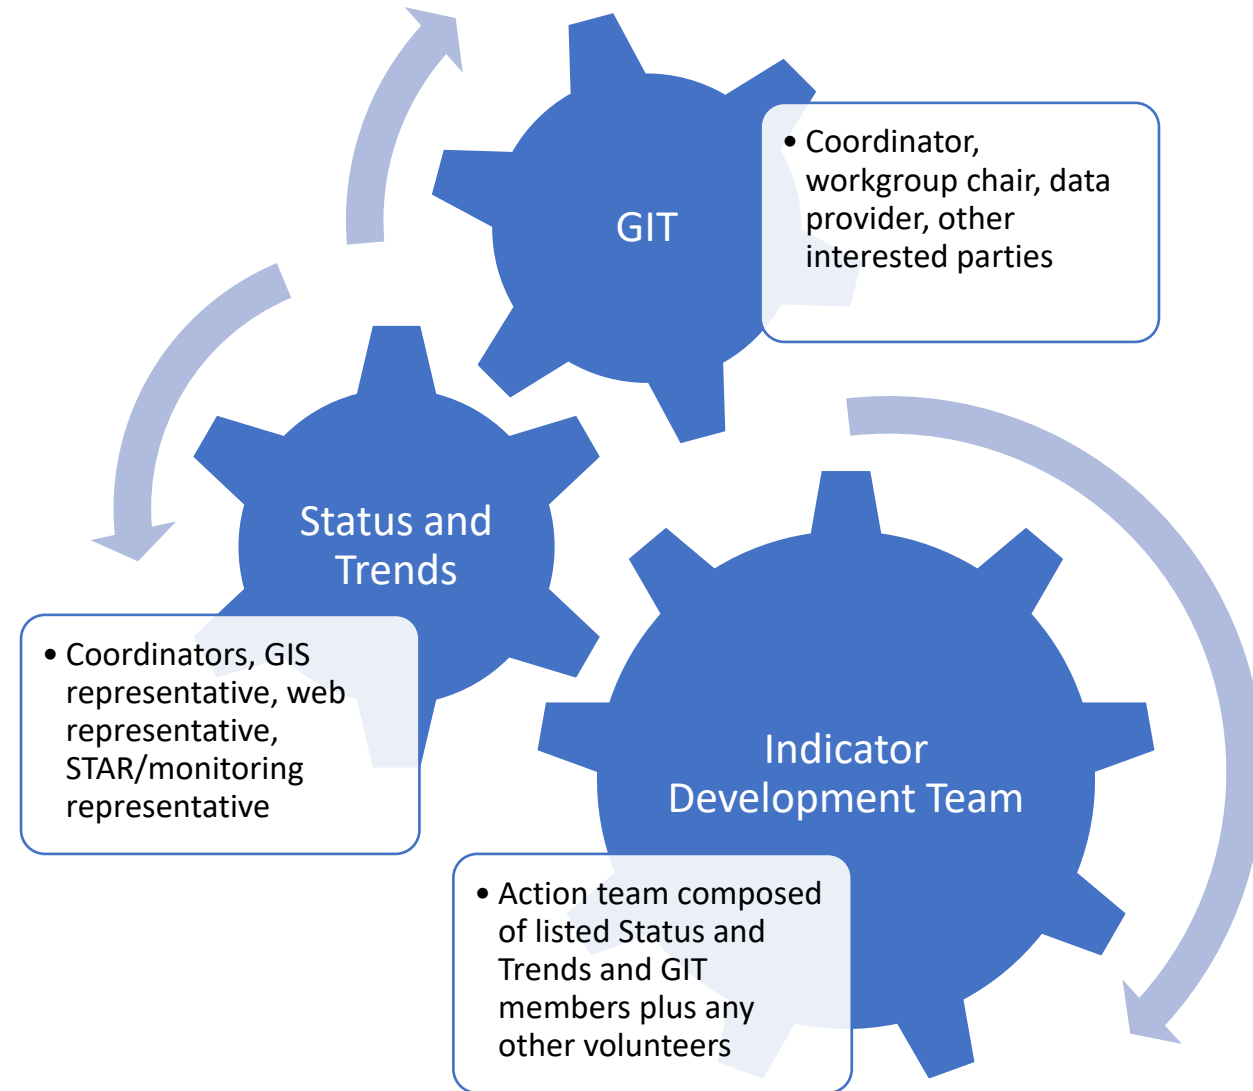 GIT
• Coordinator,
workgroup chair, data
provider, other
interested parties
Status and
Trends
• Coordinators, GIS
representative, web
representative,
STAR/monitoring
representative
Indicator
Development Team
• Action team composed
of listed Status and
Trends and GIT
members plus any
other volunteers